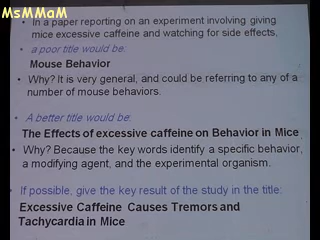 MsMMaM
• In a paper reporting on an experiment involving giving
mice excessive caffeine and watching for side effects,
• a poor title would be:
Mouse Behavior
• Why? It is very general, and could be referring to any of a
number of mouse behaviors.
• A better title would be:
The Effects of excessive caffeine on Behavior in Mice
• Why? Because the key words identify a specific behavior,
a modifying agent, and the experimental organism.
• If possible, give the key result of the study in the title:
Excessive Caffeine Causes Tremors and
Tachycardia in Mice